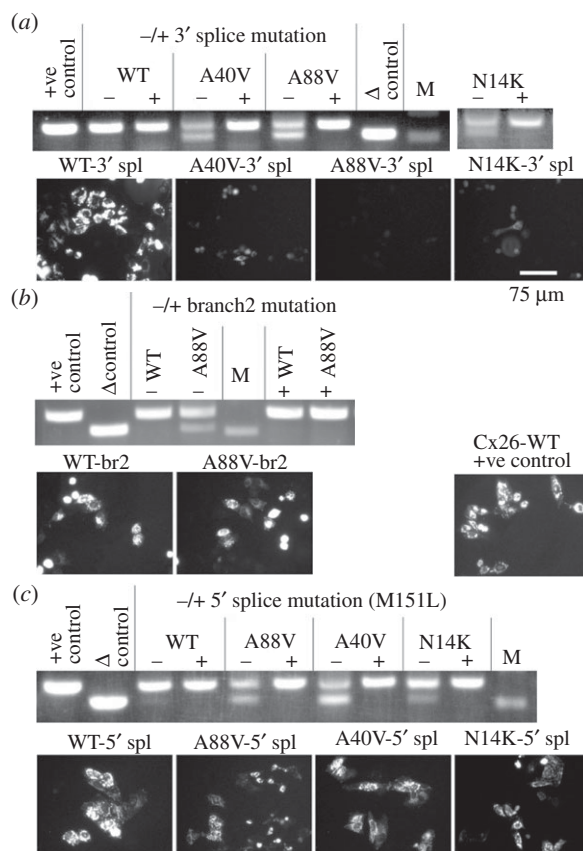 (a)
−/+ 3′ splice mutation
+ve control
WT
A40V
A88V
Δ control
M
N14K
− + − + − + − +
WT-3′ spl A40V-3′ spl A88V-3′ spl N14K-3′ spl
75 µm
(b)
−/+ branch2 mutation
+ve control
Δcontrol
− WT
− A88V
M
+ WT
+ A88V
WT-br2 A88V-br2
Cx26-WT
+ve control
(c)
−/+ 5′ splice mutation (M151L)
+ve control
Δ control
WT A88V A40V N14K
− + − + − + − + M
WT-5′ spl A88V-5′ spl A40V-5′ spl N14K-5′ spl